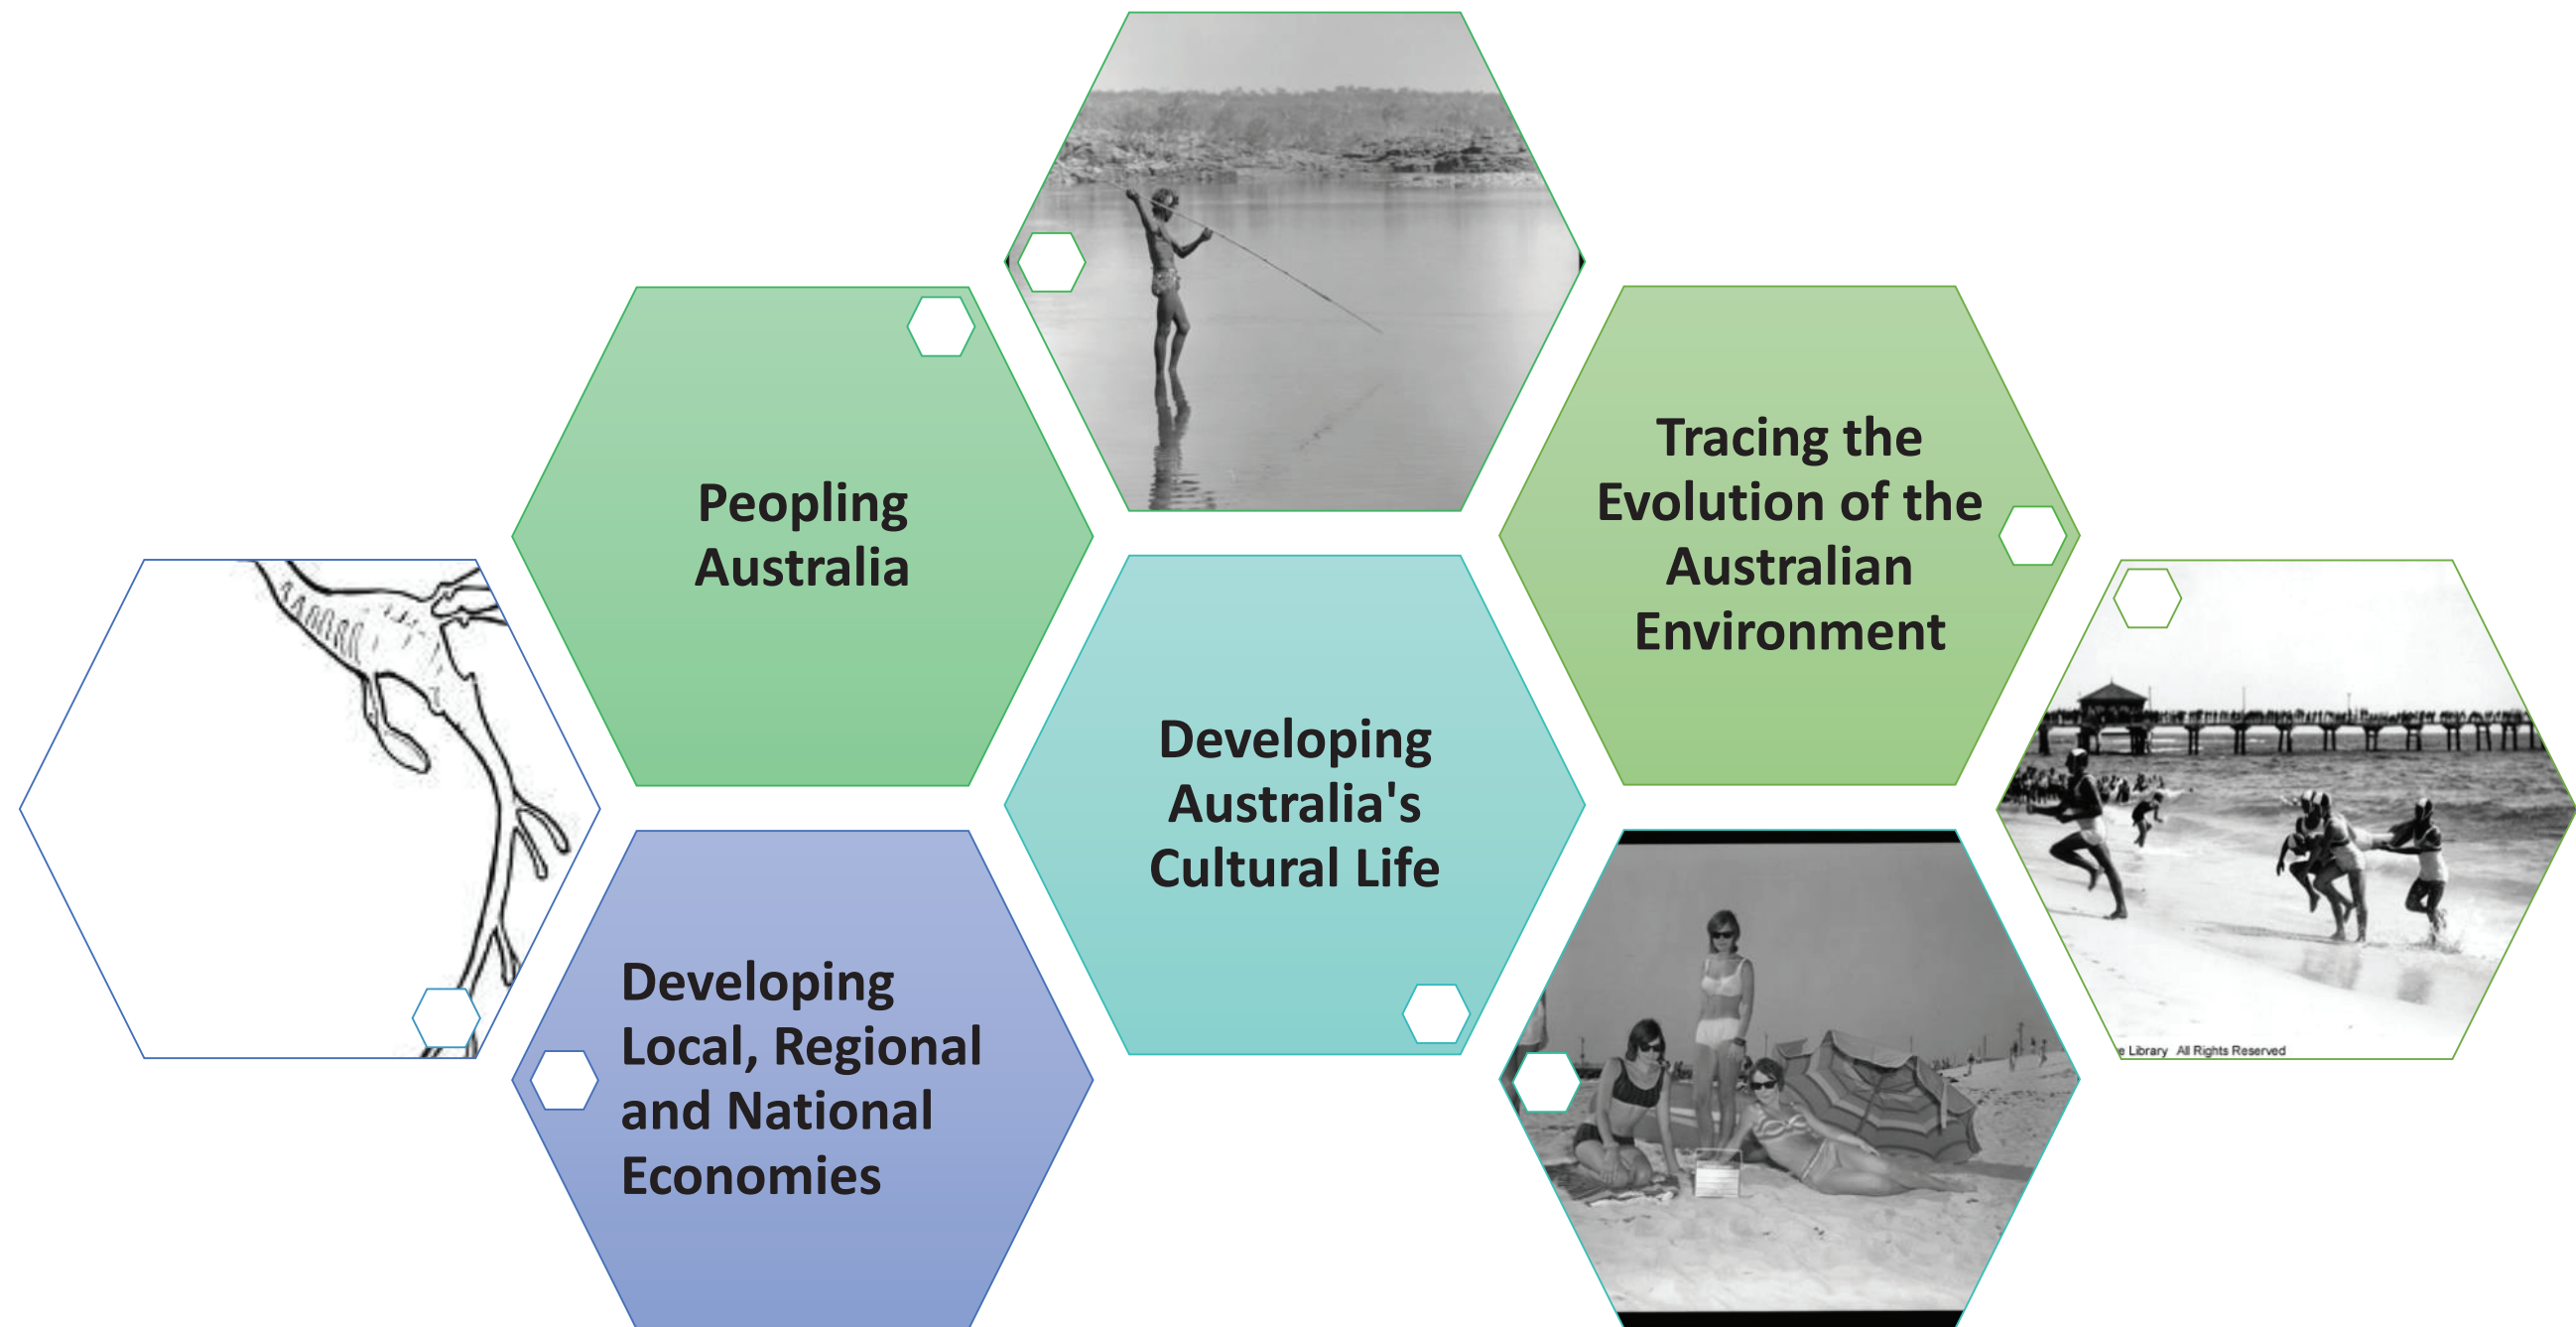 Peopling
Australia
Tracing the
Evolution of the
Australian
Environment
Developing
Australia's
Cultural Life
Developing
Local, Regional
and National
Economies
Library All Rights Reserved